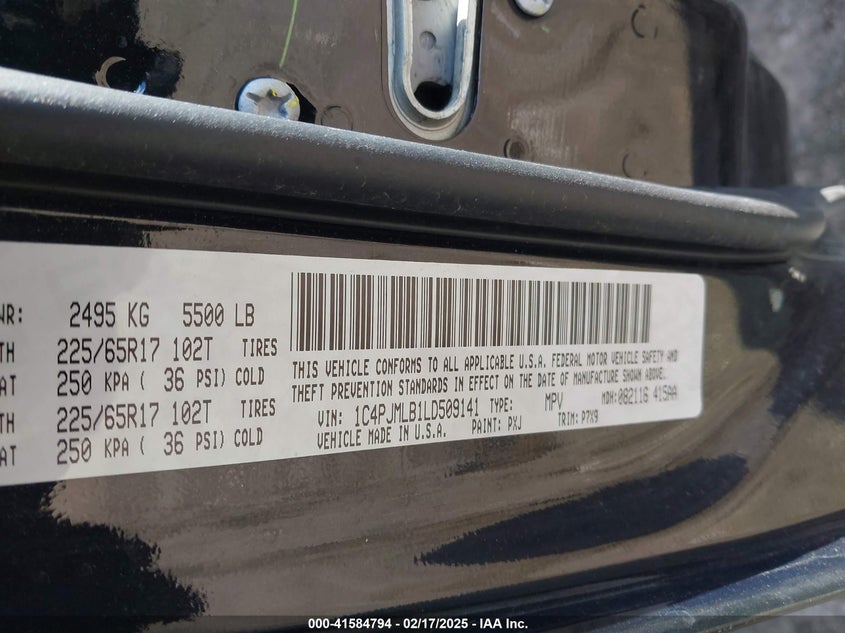 WR: 2495 KG 5500 LB
TH 225/65R17 102T TIRES
AT 250 KPA ( 36 PSI) COLD
225/65R17 102T TIRES
AT 250 KPA ( 36 PSI) COLD
THIS VEHICLE CONFORMS TO ALL APPLICABLE U.S.A. FEDERAL MOTOR VEHICLE SAFETY AND
THEFT PREVENTION STANDARDS IN EFFECT ON THE DATE OF MANUFACTURE SHOWN ABOVE.
VIN: 1C4PJMLB1LD509141 TYPE: MPV MDH: 082116 415AA
VEHICLE MADE IN U.S.A. PAINT: PXJ TRIM: P7X9
000-41584794 - 02/17/2025 - IAA Inc.